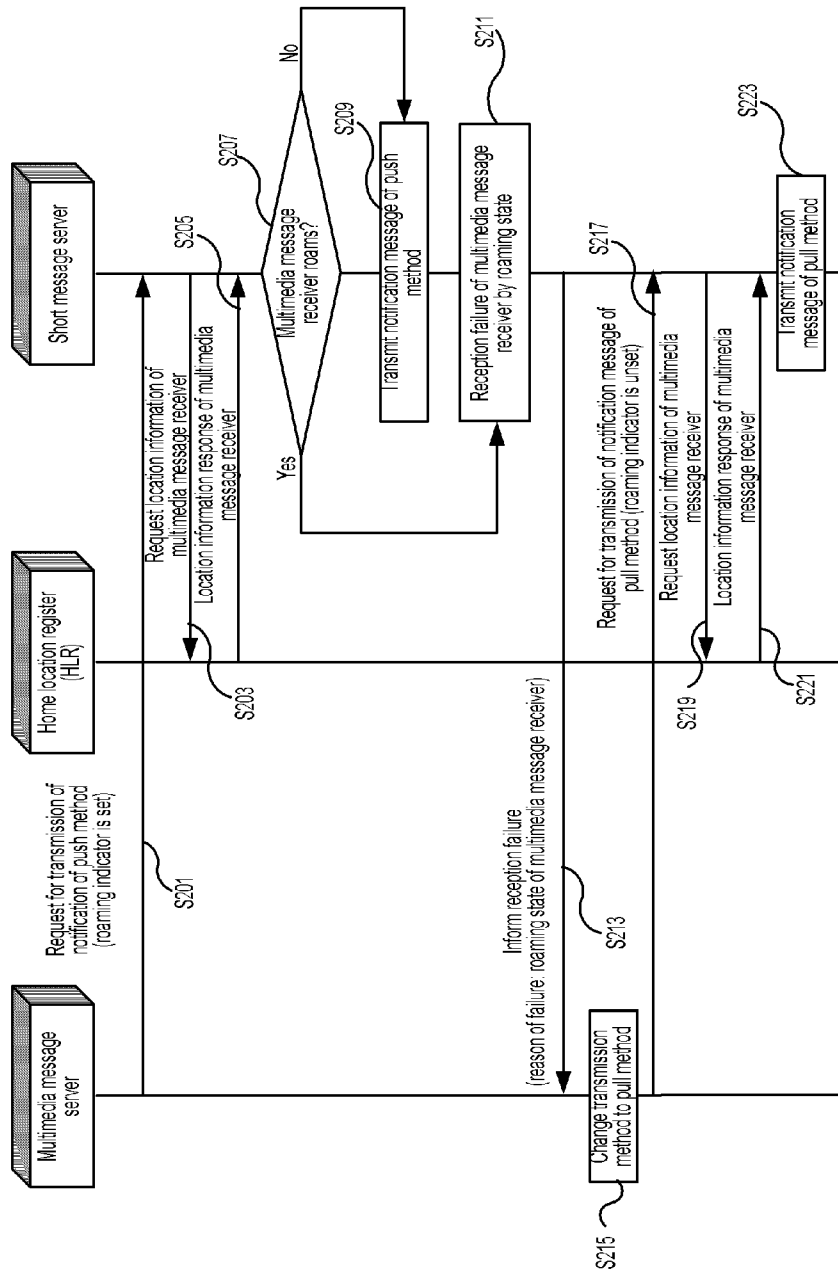 Multimedia message
server
Home location register
(HLR)
Short message server
Request for transmission of
notification of push method
(roaming indicator is set)
S201
Request location information of
multimedia message receiver
S203
Location information response of multimedia
message receiver
S205
Multimedia message
receiver roams?
S207
Yes
No
Transmit notification message of push
method
S209
Reception failure of multimedia message
receiver by roaming state
S211
Inform reception failure
(reason of failure: roaming state of multimedia message receiver)
S213
Change transmission
method to pull method
S215
Request for transmission of notification message of
pull method (roaming indicator is unset)
S217
Request location information of multimedia
message receiver
S219
Location information response of multimedia
message receiver
S221
Transmit notification
message of pull method
S223